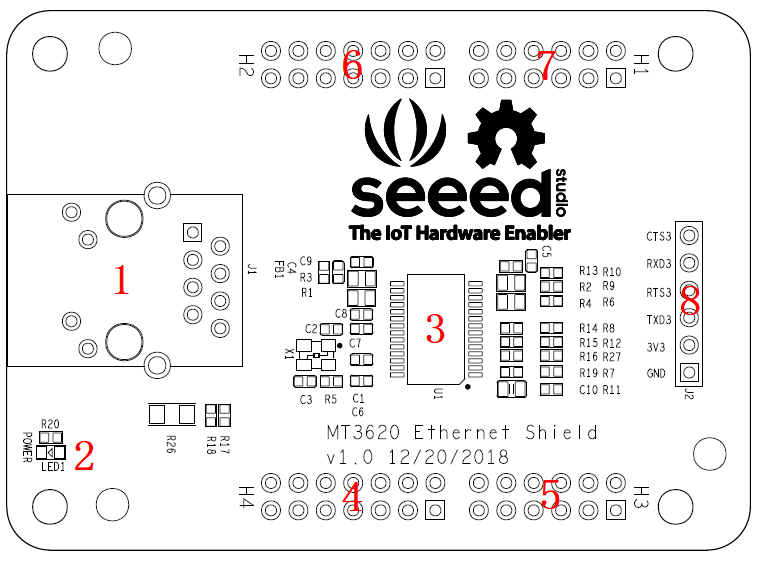 H2
6
7
H1
seeed
studio
The IoT Hardware Enabler
1
J1
C4
FB1
C9
R3
R1
C8
C2
C7
X1
C3
R5
C1
C6
3
U1
C5
R13 R10
R2 R9
R4 R6
R14 R8
R15 R12
R16 R27
R19 R7
C10 R11
CTS3
RXD3
RTS3
8
TXD3
3V3
GND
J2
R20
POWER
LED1
2
R26
R18
R17
MT3620 Ethernet Shield
v1.0 12/20/2018
H4
4
5
H3